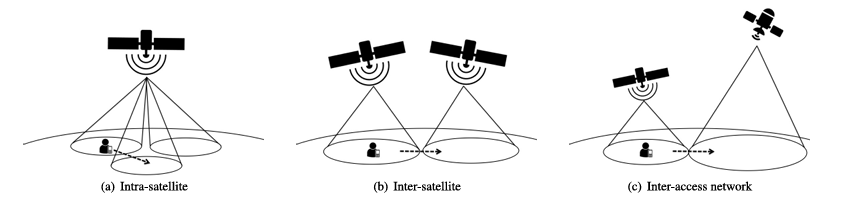 (a) Intra-satellite
(b) Inter-satellite
(c) Inter-access network